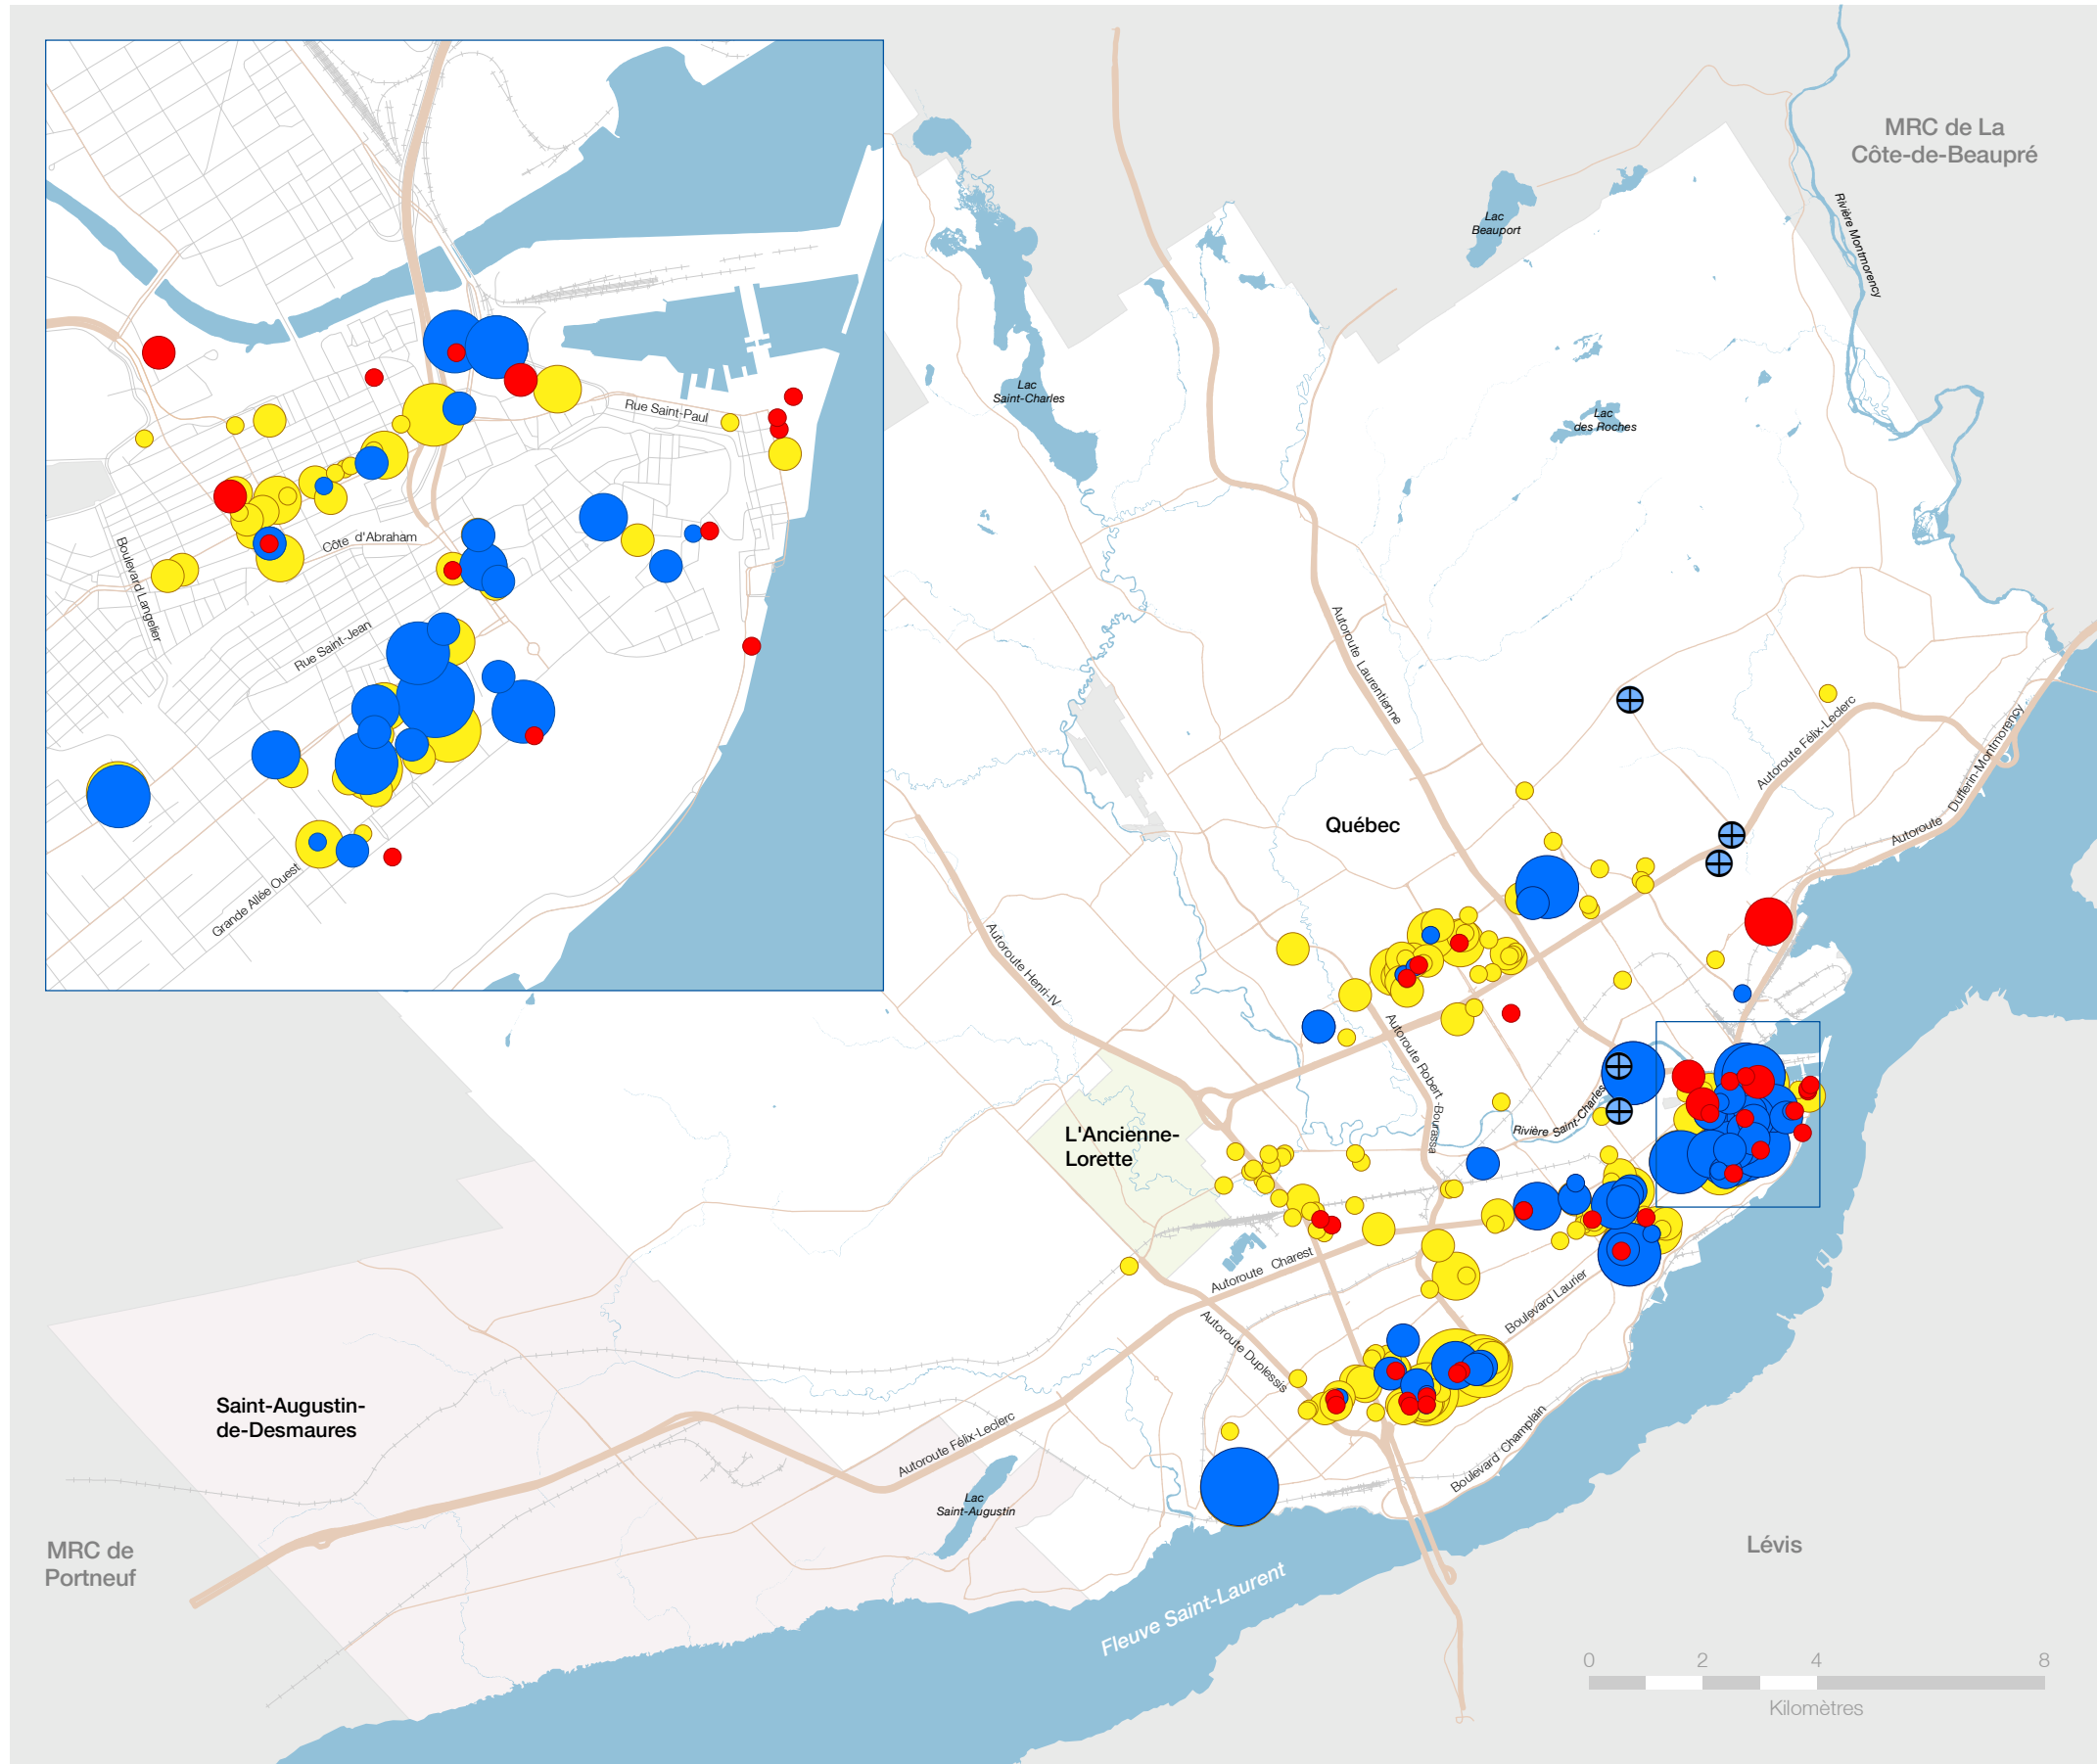 MRC de La
Côte-de-Beaupré
Rivière Montmorency
Lac
Beauport
Lac
Saint-Charles
Lac
des Roches
Rue Saint-Paul
Côte d'Abraham
Boulevard Langelier
Rue Saint-Jean
Grande Allée Ouest
Autoroute Laurentienne
Autoroute Félix-Leclerc
Autoroute Dufferin-Montmorency
Québec
Autoroute Henri-IV
Autoroute Robert-Bourassa
Rivière Saint-Charles
L'Ancienne-
Lorette
Autoroute Charest
Boulevard Laurier
Autoroute Duplessis
Saint-Augustin-
de-Desmaures
Autoroute Félix-Leclerc
Boulevard Champlain
Lac
Saint-Augustin
MRC de
Portneuf
Lévis
Fleuve Saint-Laurent
0 2 4 8
Kilomètres